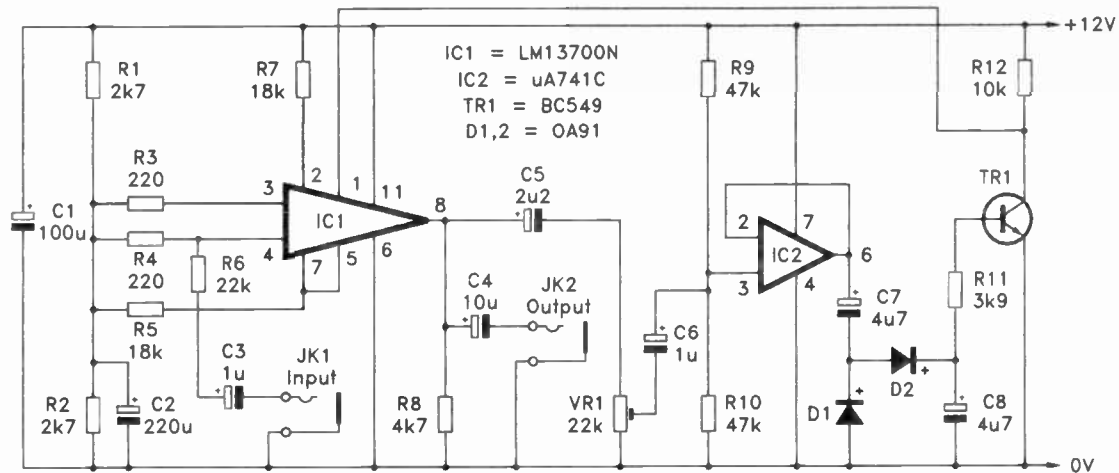 +12V
R1
2k7
R7
18k
IC1 = LM13700N
IC2 = uA741C
TR1 = BC549
D1,2 = OA91
R9
47k
R12
10k
R3
220
2
1
11
3
IC1
4
7
5
6
8
C5
2u2
TR1
C1
100u
R4
220
R6
22k
2
7
IC2
6
3
4
R11
3k9
R5
18k
C4
10u
JK2
Output
C6
1u
C7
4u7
C3
1u
JK1
Input
D2
R2
2k7
C2
220u
R8
4k7
VR1
22k
R10
47k
D1
C8
4u7
0V
+
+
+
+
+
+
+
+
+
+